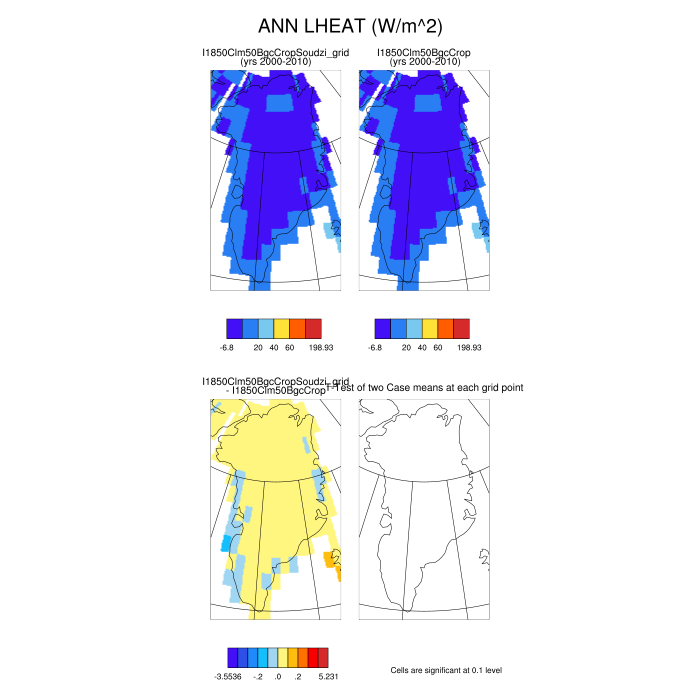 ANN LHEAT (W/m^2)
I1850Clm50BgcCropSoudzi_grid
(yrs 2000-2010)
I1850Clm50BgcCrop
(yrs 2000-2010)
-6.8 20 40 60 198.93
-6.8 20 40 60 198.93
I1850Clm50BgcCropSoudzi_grid
- I1850Clm50BgcCrop
T-Test of two Case means at each grid point
-3.5536 -.2 .0 .2 5.231
Cells are significant at 0.1 level